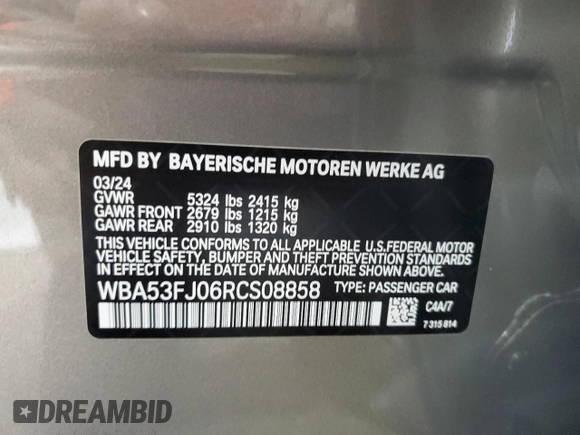 MFD BY BAYERISCHE MOTOREN WERKE AG
03/24
GVWR 5324 lbs 2415 kg
GAWR FRONT 2679 lbs 1215 kg
GAWR REAR 2910 lbs 1320 kg
THIS VEHICLE CONFORMS TO ALL APPLICABLE U.S.FEDERAL MOTOR
VEHICLE SAFETY, BUMPER, AND THEFT PREVENTION STANDARDS
IN EFFECT ON THE DATE OF MANUFACTURE SHOWN ABOVE.
WBA53FJ06RCS08858 TYPE: PASSENGER CAR
C4A/7
7 315 814
DREAMBID